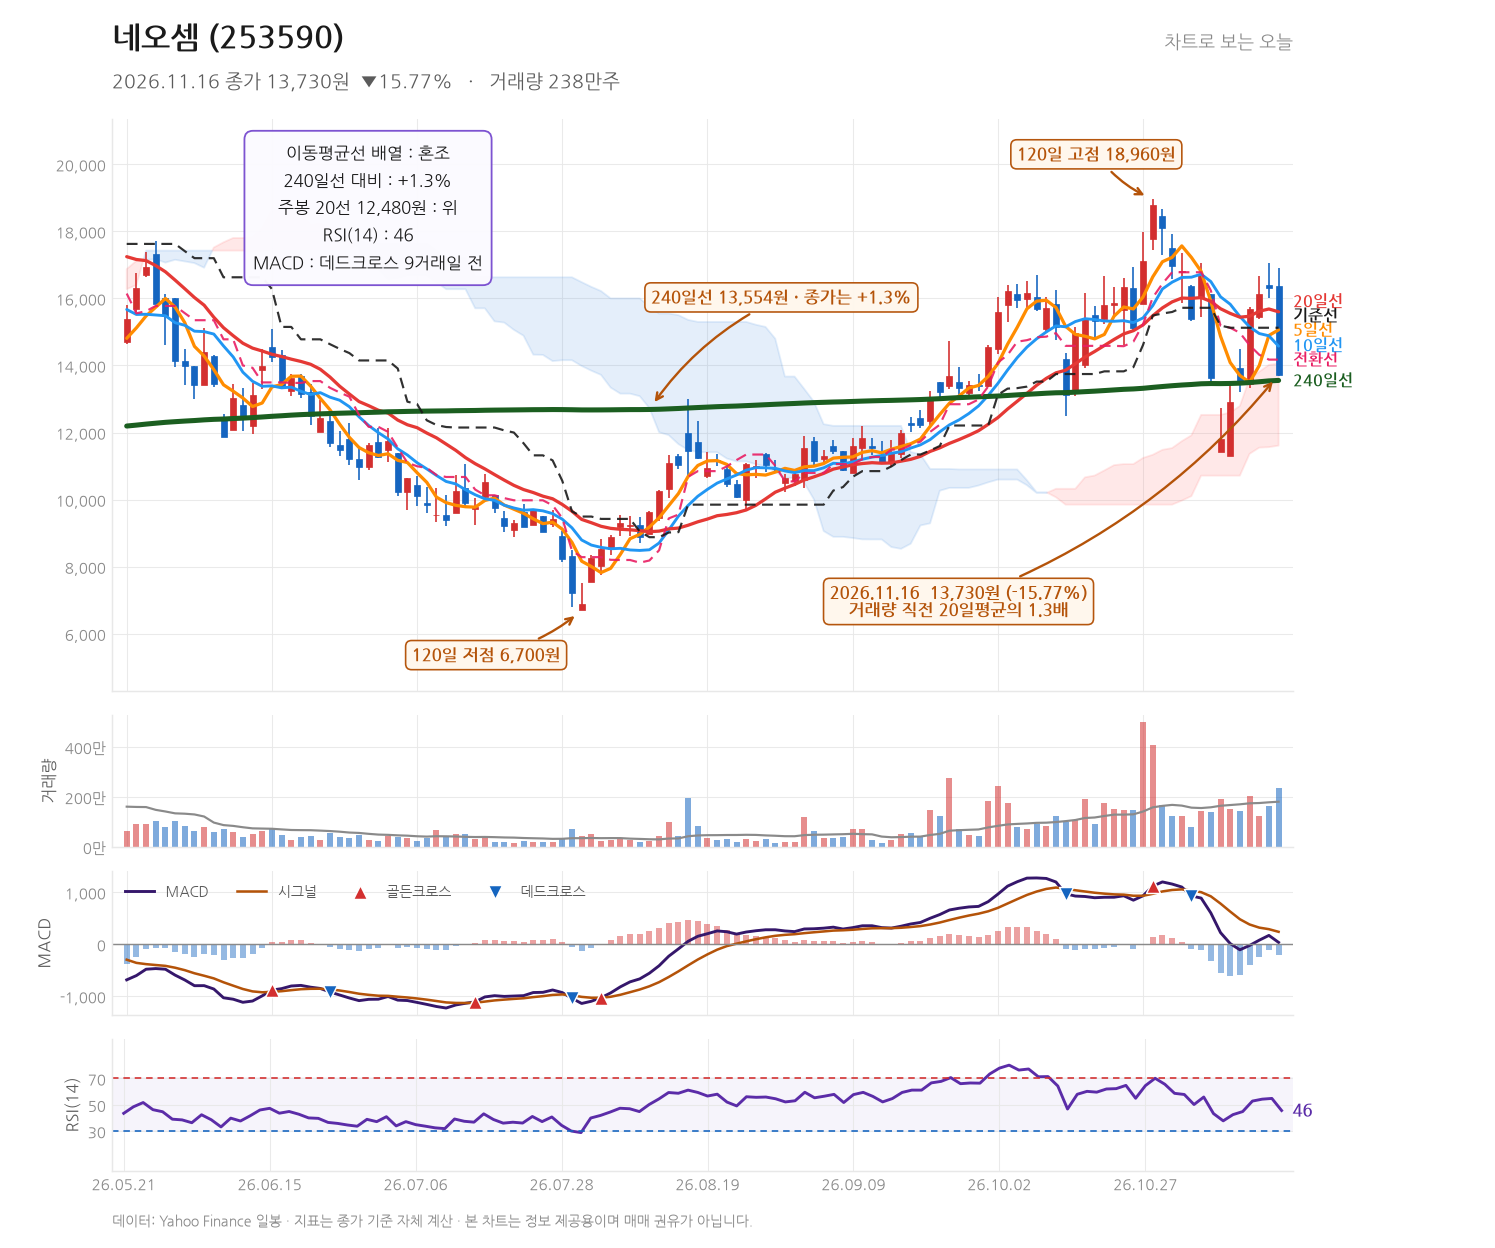 네오셈 (253590)
차트로 보는 오늘
2026.11.16 종가 13,730원 ▼15.77% · 거래량 238만주
이동평균선 배열 : 혼조
240일선 대비 : +1.3%
주봉 20선 12,480원 : 위
RSI(14) : 46
MACD : 데드크로스 9거래일 전
120일 고점 18,960원
240일선 13,554원 · 종가는 +1.3%
2026.11.16 13,730원 (-15.77%)
거래량 직전 20일평균의 1.3배
120일 저점 6,700원
20,000
18,000
16,000
14,000
12,000
10,000
8,000
6,000
20일선
기준선
5일선
10일선
전환선
240일선
거래량
400만
200만
0만
MACD
1,000
0
-1,000
MACD
시그널
골든크로스
데드크로스
RSI(14)
70
50
30
46
26.05.21
26.06.15
26.07.06
26.07.28
26.08.19
26.09.09
26.10.02
26.10.27
데이터: Yahoo Finance 일봉 · 지표는 종가 기준 자체 계산 · 본 차트는 정보 제공용이며 매매 권유가 아닙니다.